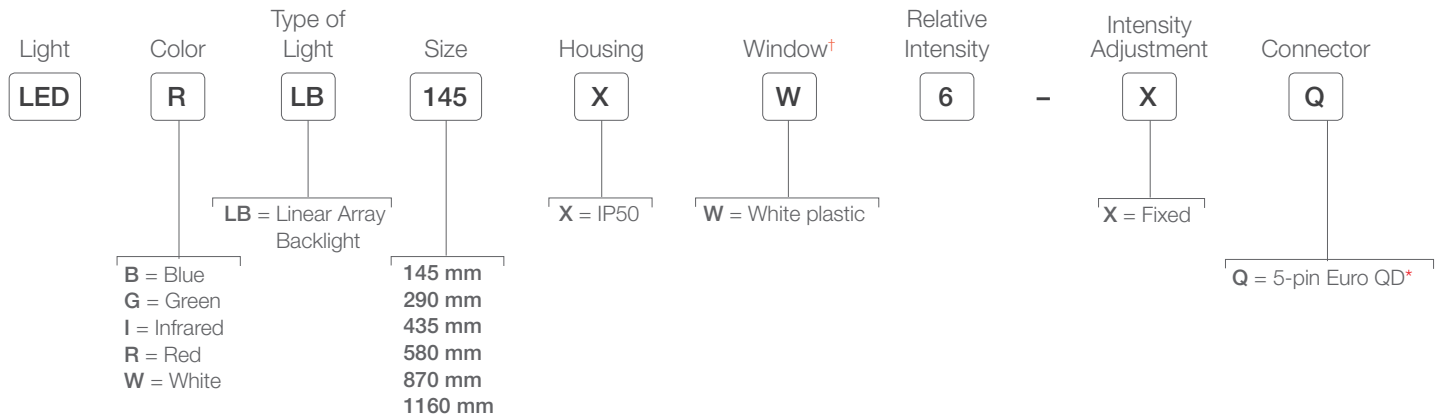 Light Color Type of Light Size Housing Window† Relative Intensity Intensity Adjustment Connector
LED R LB 145 X W 6 – X Q
LB = Linear Array
Backlight
X = IP50
W = White plastic
X = Fixed
B = Blue
G = Green
I = Infrared
R = Red
W = White
145 mm
290 mm
435 mm
580 mm
870 mm
1160 mm
Q = 5-pin Euro QD*